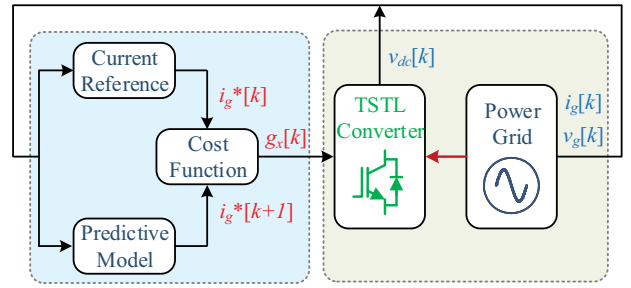 Current
Reference
i_g*[k]
Cost
Function
g_x[k]
i_g*[k+1]
Predictive
Model
v_dc[k]
TSTL
Converter
Power
Grid
i_g[k]
v_g[k]